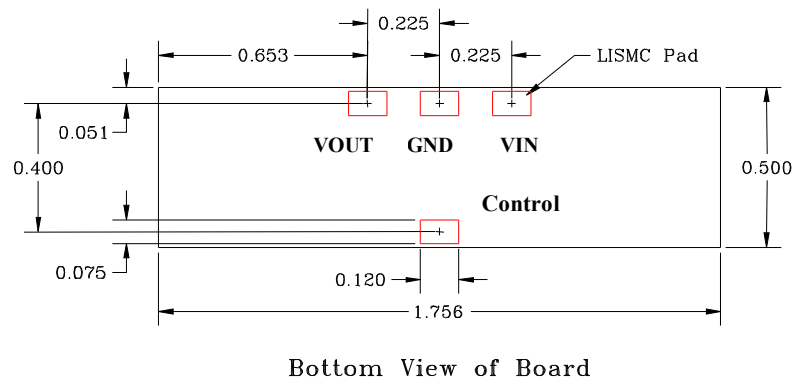 0.225
0.653
0.225
LISMC Pad
0.051
VOUT
GND
VIN
0.400
0.500
Control
0.075
0.120
1.756
Bottom View of Board